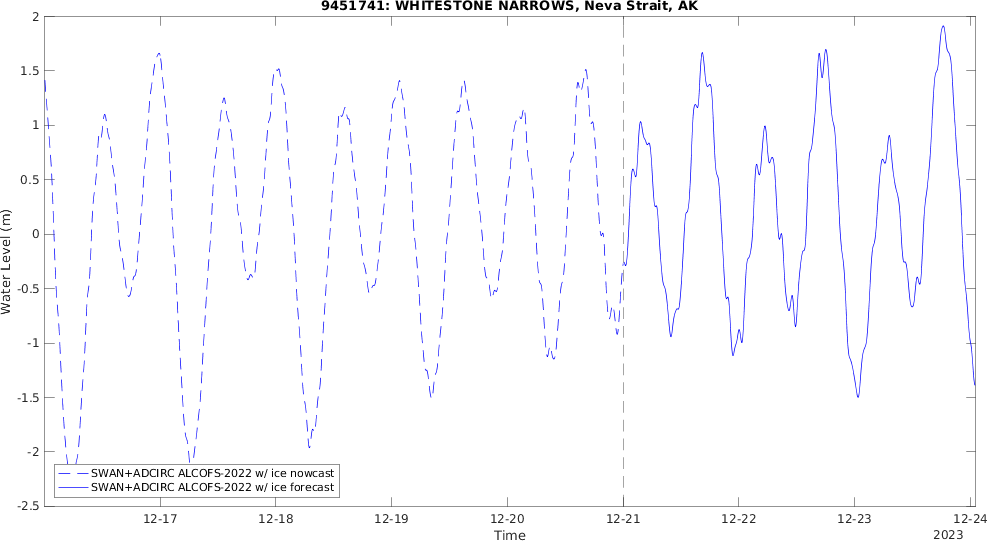 9451741: WHITESTONE NARROWS, Neva Strait, AK
2
1.5
1
0.5
0
-0.5
-1
-1.5
-2
-2.5
Water Level (m)
SWAN+ADCIRC ALCOFS-2022 w/ ice nowcast
SWAN+ADCIRC ALCOFS-2022 w/ ice forecast
12-17 12-18 12-19 12-20 12-21 12-22 12-23 12-24
Time
2023